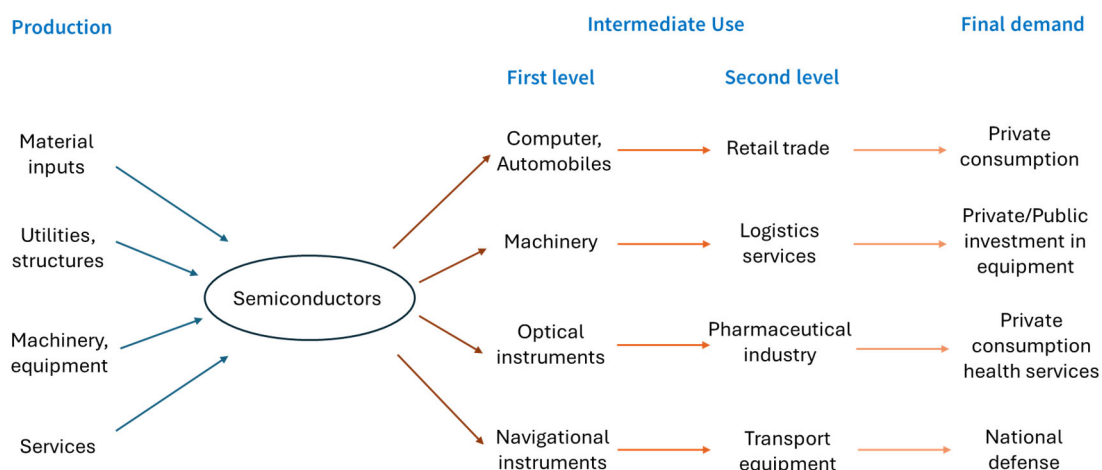 Production
Intermediate Use
Final demand
First level
Second level
Material
inputs
Utilities,
structures
Machinery,
equipment
Services
Semiconductors
Computer,
Automobiles
Retail trade
Private
consumption
Machinery
Logistics
services
Private/Public
investment in
equipment
Optical
instruments
Pharmaceutical
industry
Private
consumption
health services
Navigational
instruments
Transport
equipment
National
defense